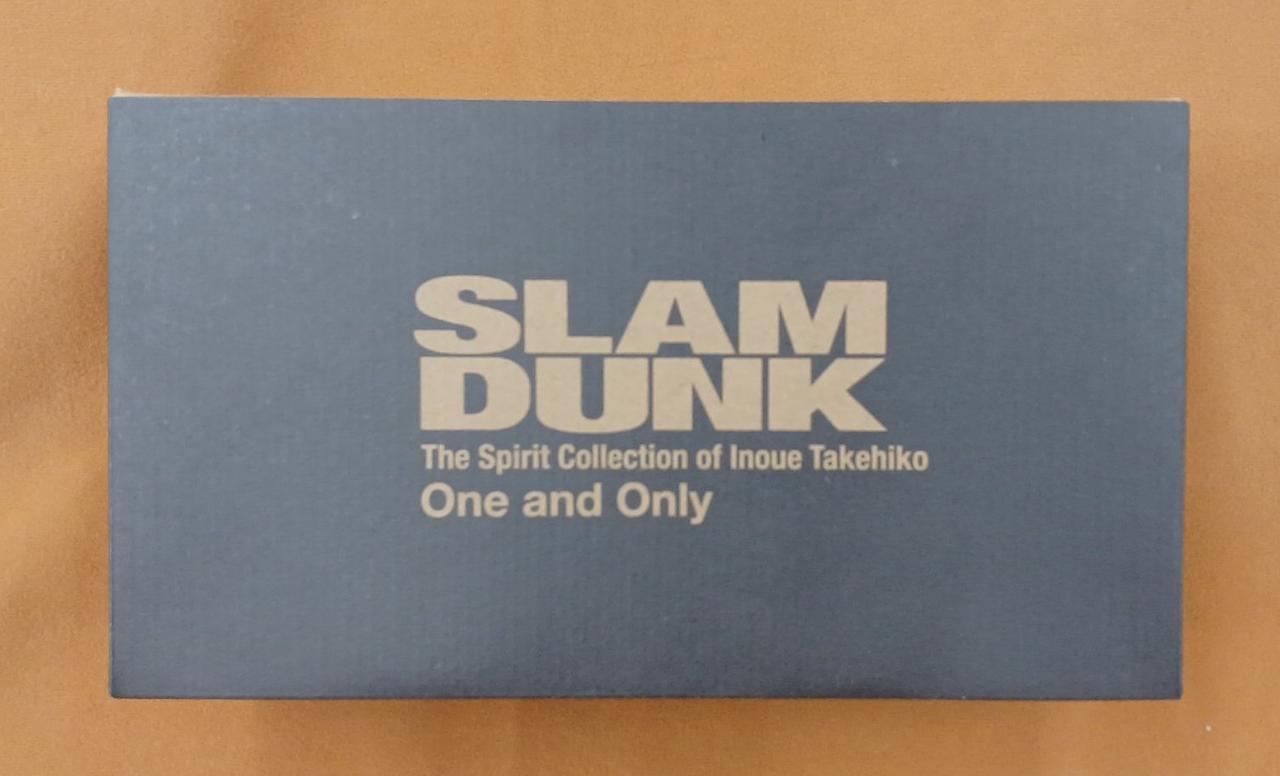 SLAM
DUNK
The Spirit Collection of Inoue Takehiko
One and Only